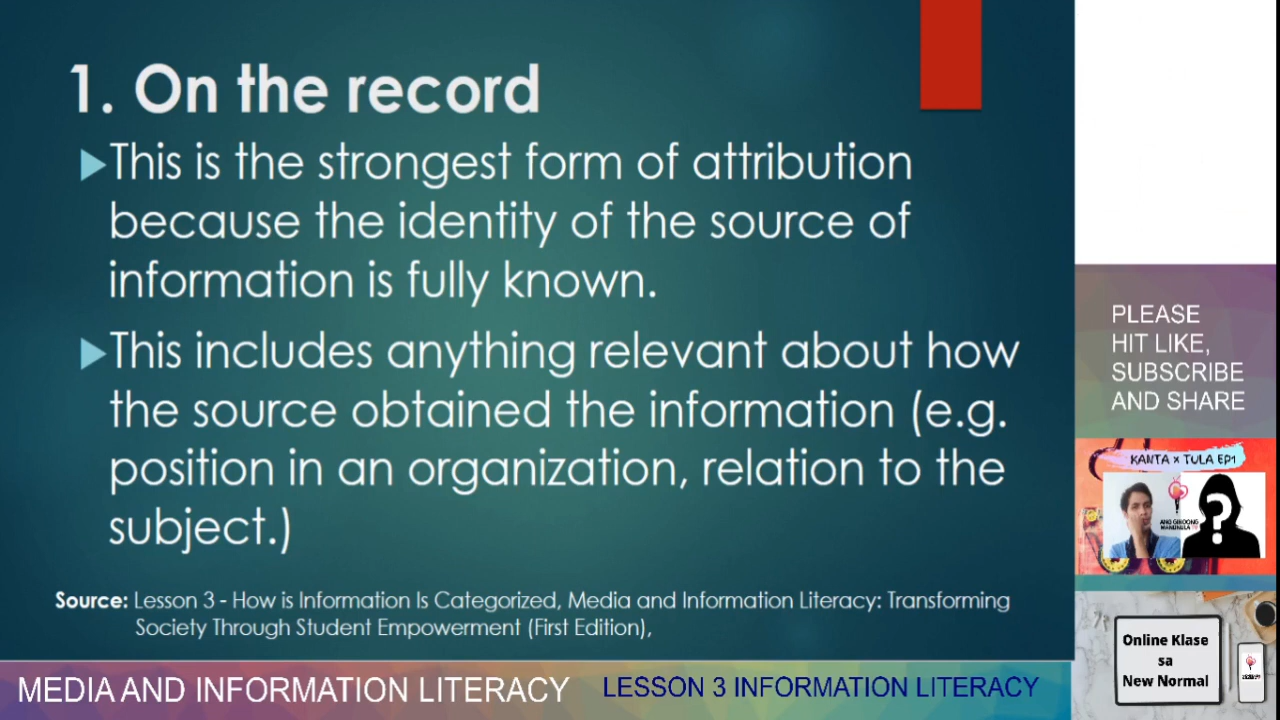 1. On the record
This is the strongest form of attribution
because the identity of the source of
information is fully known.
This includes anything relevant about how
the source obtained the information (e.g.
position in an organization, relation to the
subject.)
Source: Lesson 3 - How is Information Is Categorized, Media and Information Literacy: Transforming
Society Through Student Empowerment (First Edition),
MEDIA AND INFORMATION LITERACY
LESSON 3 INFORMATION LITERACY
PLEASE
HIT LIKE,
SUBSCRIBE
AND SHARE
KANTA x TULA EP1
ANG GIROONG
?
Online Klase
sa
New Normal